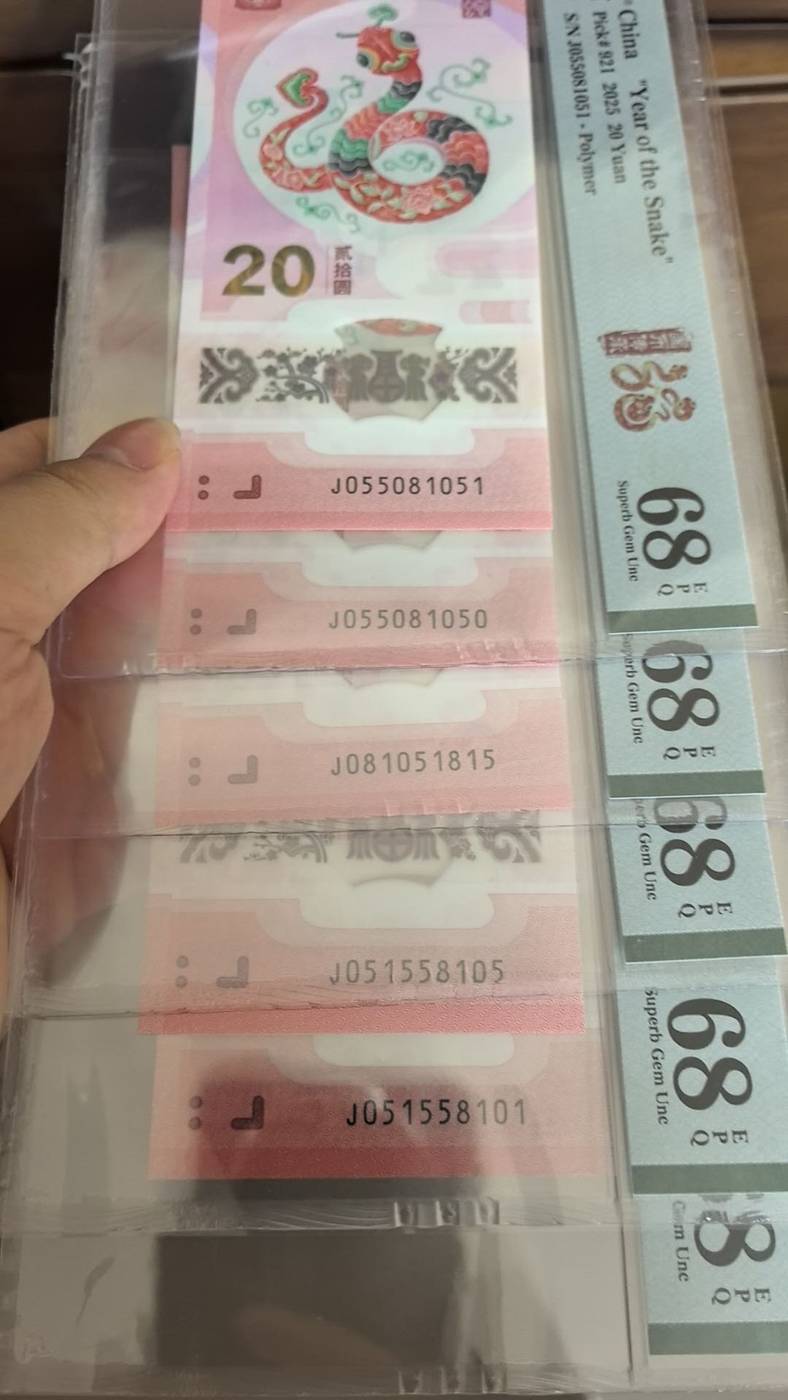 20
贰拾圆
J055081051
J055081050
J081051815
J051558105
J051558101
China "Year of the Snake"
Pick# 921 2025 20 Yuan
S/N J055081051 - Polymer
68 EPQ
Superb Gem Unc
68 EPQ
Superb Gem Unc
68 EPQ
Gem Unc
68 EPQ
Superb Gem Unc
8 EPQ
Gem Unc